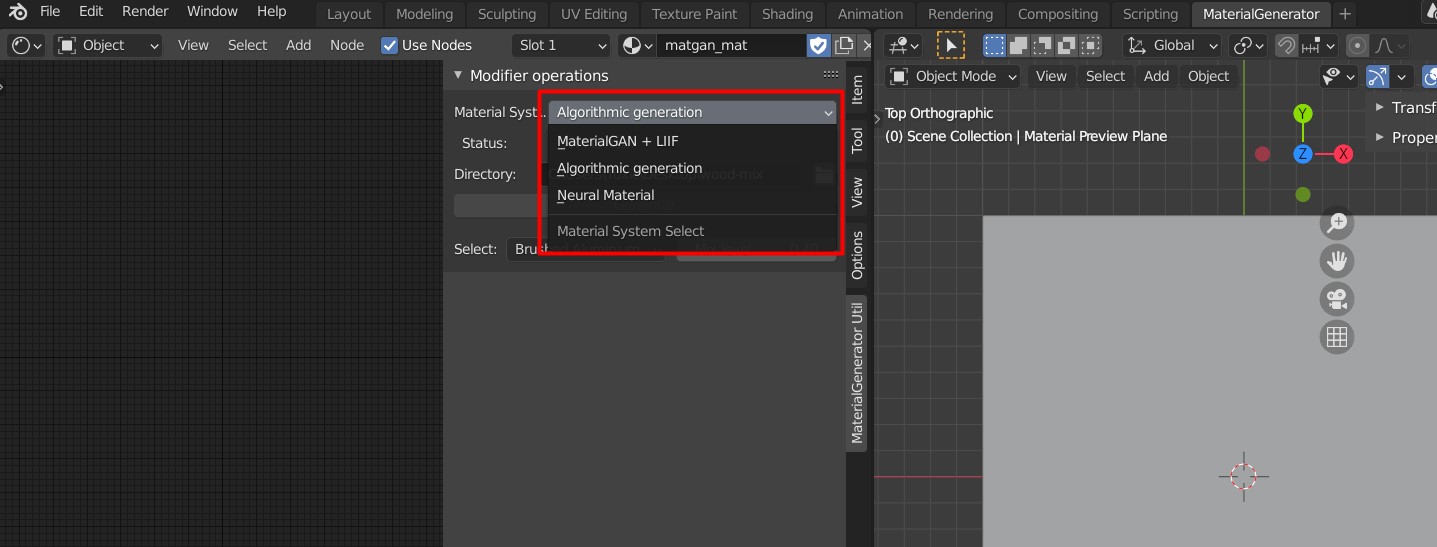 File Edit Render Window Help Layout Modeling Sculpting UV Editing Texture Paint Shading Animation Rendering Compositing Scripting MaterialGenerator +
Object View Select Add Node Use Nodes Slot 1 matgan_mat Global
Modifier operations
Object Mode View Select Add Object
Material Syst… Algorithmic generation
MaterialGAN + LIIF
Status:
Algorithmic generation
Directory:
Neural Material
Material System Select
Select:
Item
Tool
View
Options
MaterialGenerator Util
Top Orthographic
(0) Scene Collection | Material Preview Plane
Y
Z
X
Transf
Proper